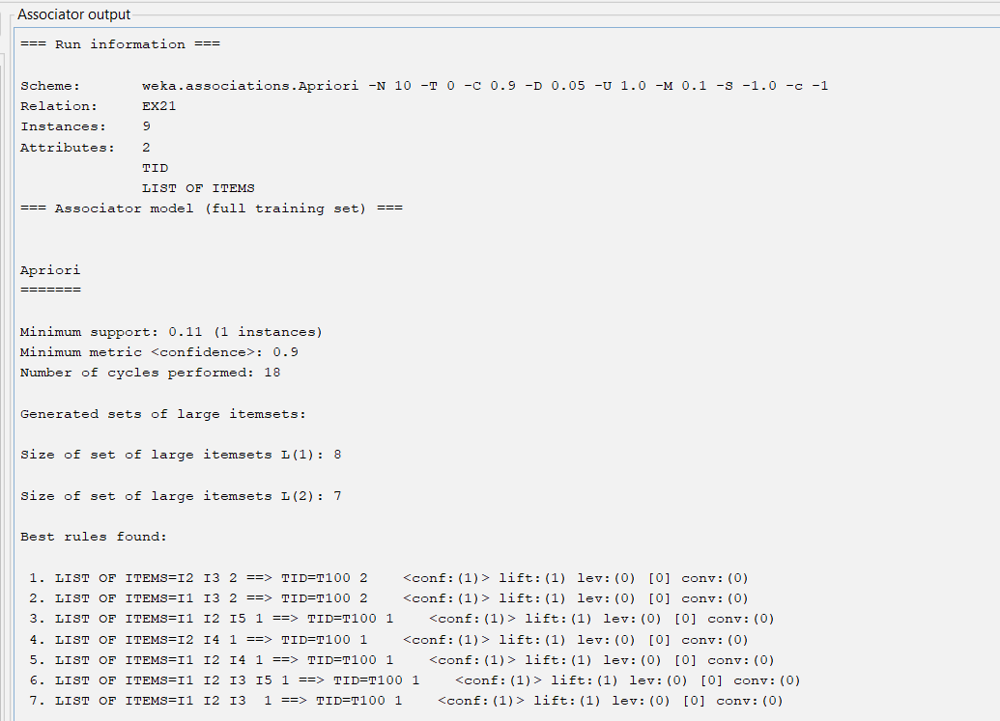 Associator output
=== Run information ===
Scheme:       weka.associations.Apriori -N 10 -T 0 -C 0.9 -D 0.05 -U 1.0 -M 0.1 -S -1.0 -c -1
Relation:     EX21
Instances:    9
Attributes:   2
              TID
              LIST OF ITEMS
=== Associator model (full training set) ===
Apriori
=======
Minimum support: 0.11 (1 instances)
Minimum metric <confidence>: 0.9
Number of cycles performed: 18
Generated sets of large itemsets:
Size of set of large itemsets L(1): 8
Size of set of large itemsets L(2): 7
Best rules found:
 1. LIST OF ITEMS=I2 I3 2 ==> TID=T100 2    <conf:(1)> lift:(1) lev:(0) [0] conv:(0)
 2. LIST OF ITEMS=I1 I3 2 ==> TID=T100 2    <conf:(1)> lift:(1) lev:(0) [0] conv:(0)
 3. LIST OF ITEMS=I1 I2 I5 1 ==> TID=T100 1    <conf:(1)> lift:(1) lev:(0) [0] conv:(0)
 4. LIST OF ITEMS=I2 I4 1 ==> TID=T100 1    <conf:(1)> lift:(1) lev:(0) [0] conv:(0)
 5. LIST OF ITEMS=I1 I2 I4 1 ==> TID=T100 1    <conf:(1)> lift:(1) lev:(0) [0] conv:(0)
 6. LIST OF ITEMS=I1 I2 I3 I5 1 ==> TID=T100 1    <conf:(1)> lift:(1) lev:(0) [0] conv:(0)
 7. LIST OF ITEMS=I1 I2 I3  1 ==> TID=T100 1    <conf:(1)> lift:(1) lev:(0) [0] conv:(0)